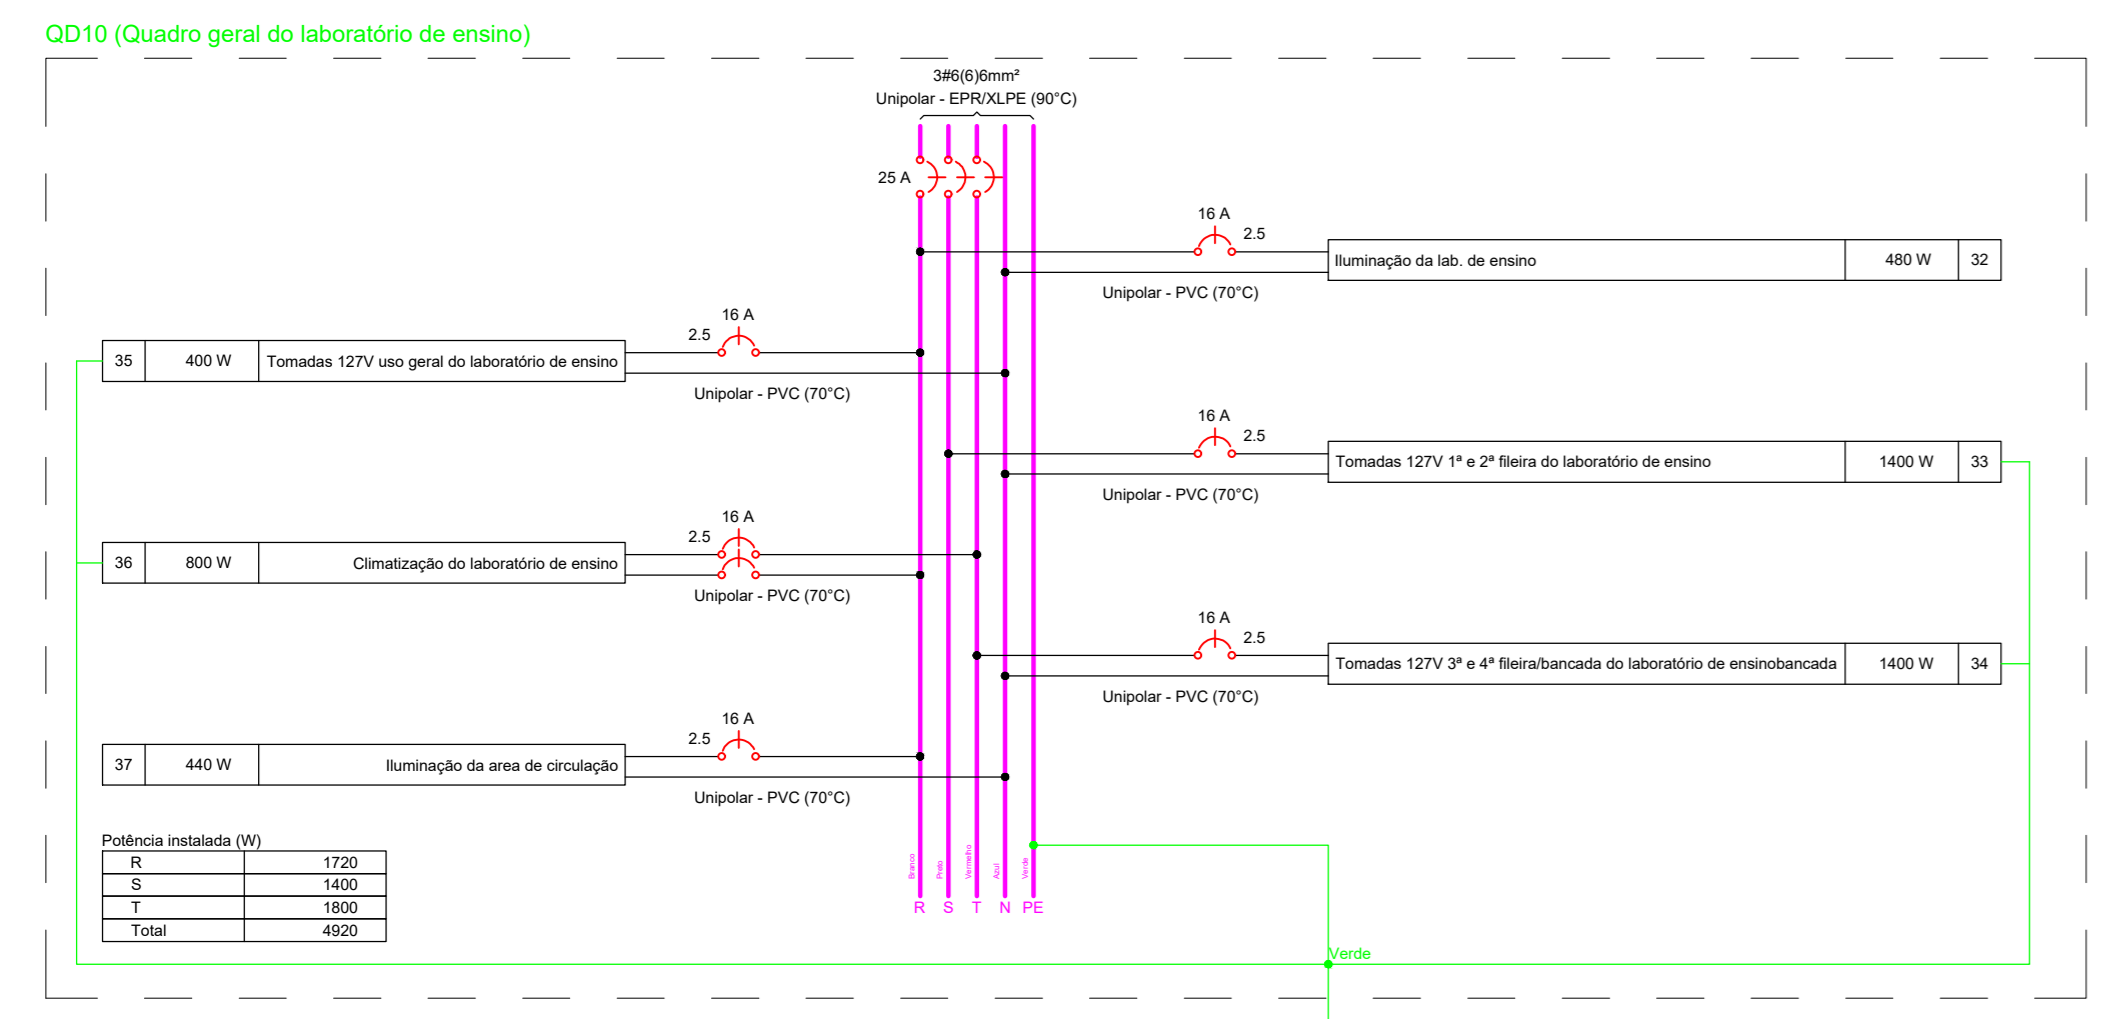 QD10 (Quadro geral do laboratório de ensino)
3#6(6)6mm²
Unipolar - EPR/XLPE (90°C)
25 A
16 A
2.5
Iluminação da lab. de ensino 480 W 32
Unipolar - PVC (70°C)
16 A
2.5
35 400 W Tomadas 127V uso geral do laboratório de ensino
Unipolar - PVC (70°C)
16 A
2.5
Tomadas 127V 1ª e 2ª fileira do laboratório de ensino 1400 W 33
Unipolar - PVC (70°C)
16 A
2.5
36 800 W Climatização do laboratório de ensino
Unipolar - PVC (70°C)
16 A
2.5
Tomadas 127V 3ª e 4ª fileira/bancada do laboratório de ensinobancada 1400 W 34
Unipolar - PVC (70°C)
16 A
2.5
37 440 W Iluminação da area de circulação
Unipolar - PVC (70°C)
Potência instalada (W)
R 1720
S 1400
T 1800
Total 4920
Branco Preto Vermelho Azul Verde
R S T N PE
Verde